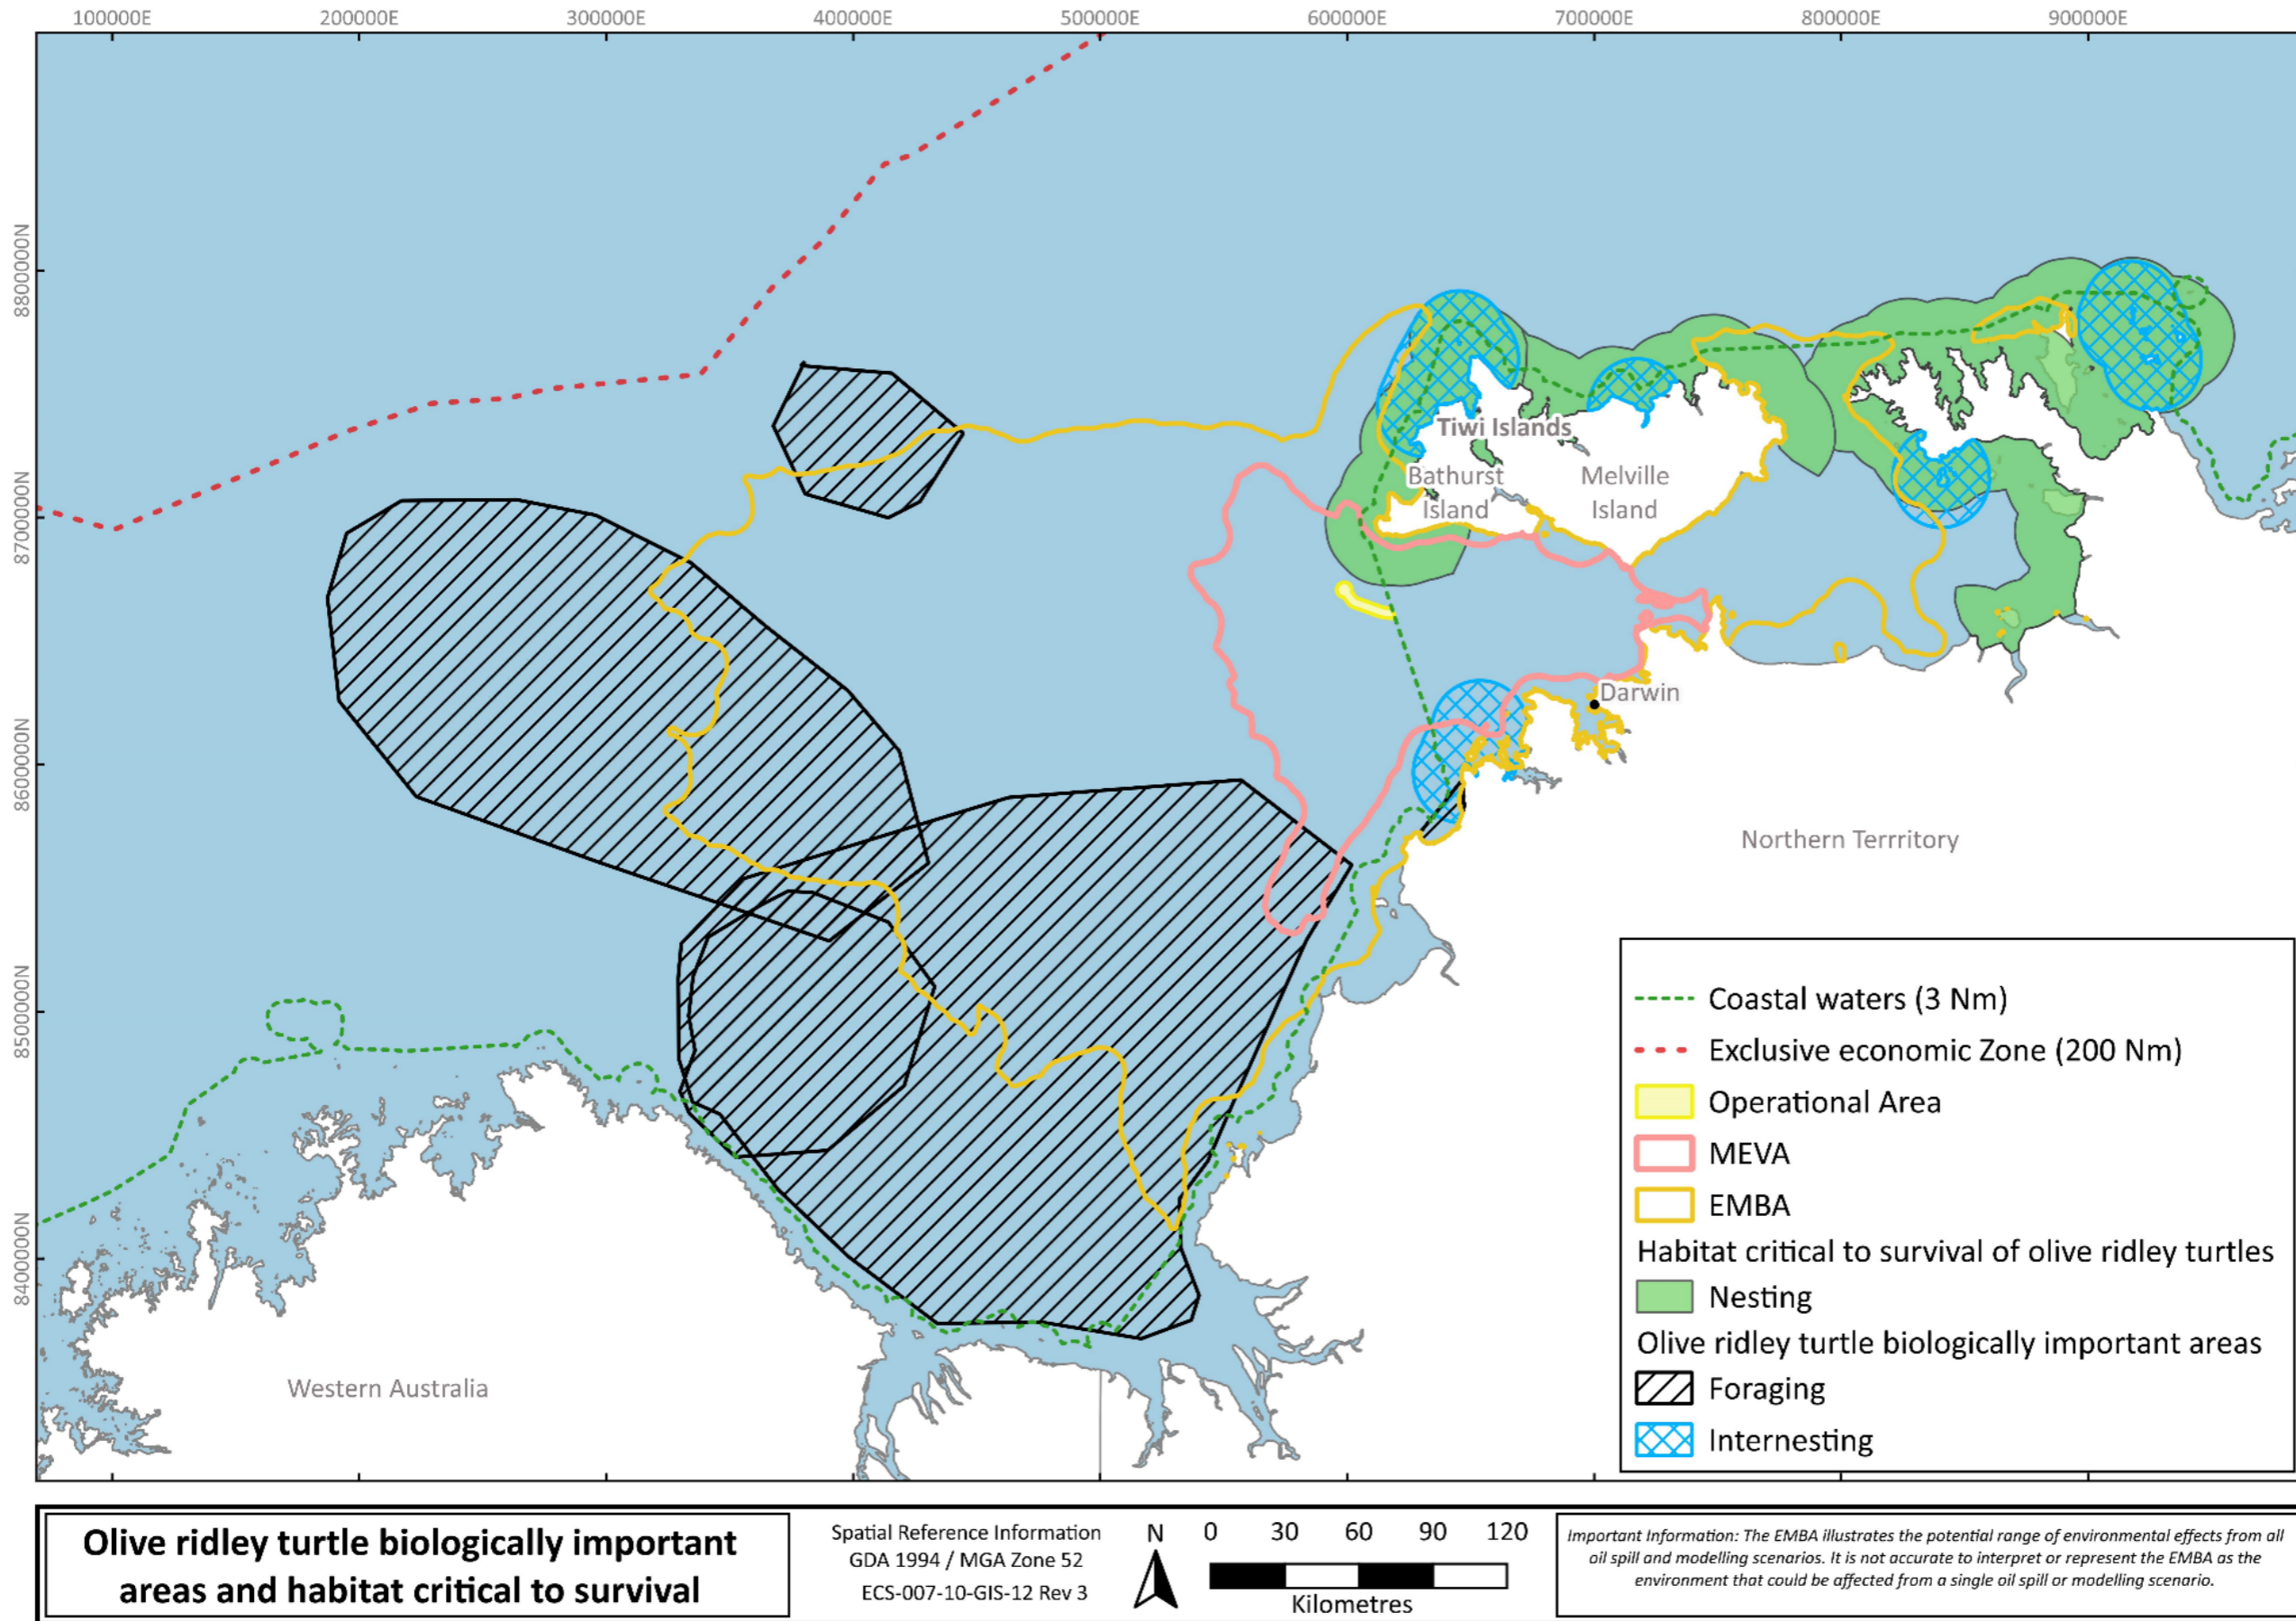 100000E 200000E 300000E 400000E 500000E 600000E 700000E 800000E 900000E
8800000N
8700000N
8600000N
8500000N
8400000N
Tiwi Islands
Bathurst
Island
Melville
Island
Darwin
Northern Terrritory
Western Australia
Coastal waters (3 Nm)
Exclusive economic Zone (200 Nm)
Operational Area
MEVA
EMBA
Habitat critical to survival of olive ridley turtles
Nesting
Olive ridley turtle biologically important areas
Foraging
Internesting
Olive ridley turtle biologically important
areas and habitat critical to survival
Spatial Reference Information
GDA 1994 / MGA Zone 52
ECS-007-10-GIS-12 Rev 3
N
0 30 60 90 120
Kilometres
Important Information: The EMBA illustrates the potential range of environmental effects from all
oil spill and modelling scenarios. It is not accurate to interpret or represent the EMBA as the
environment that could be affected from a single oil spill or modelling scenario.